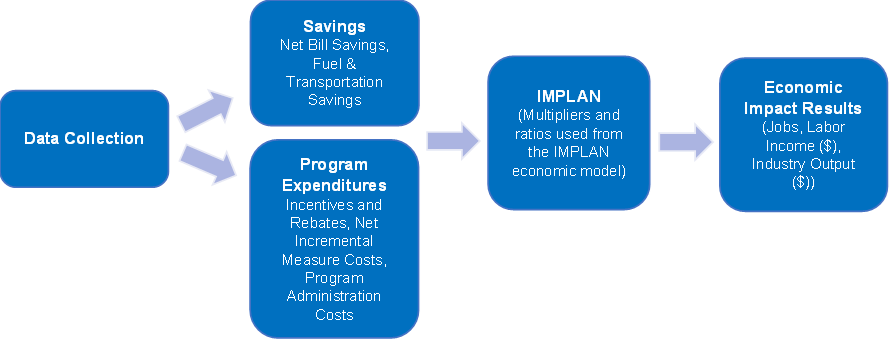 Data Collection
Savings
Net Bill Savings,
Fuel &
Transportation
Savings
Program
Expenditures
Incentives and
Rebates, Net
Incremental
Measure Costs,
Program
Administration
Costs
IMPLAN
(Multipliers and
ratios used from
the IMPLAN
economic model)
Economic
Impact Results
(Jobs, Labor
Income ($),
Industry Output
($))